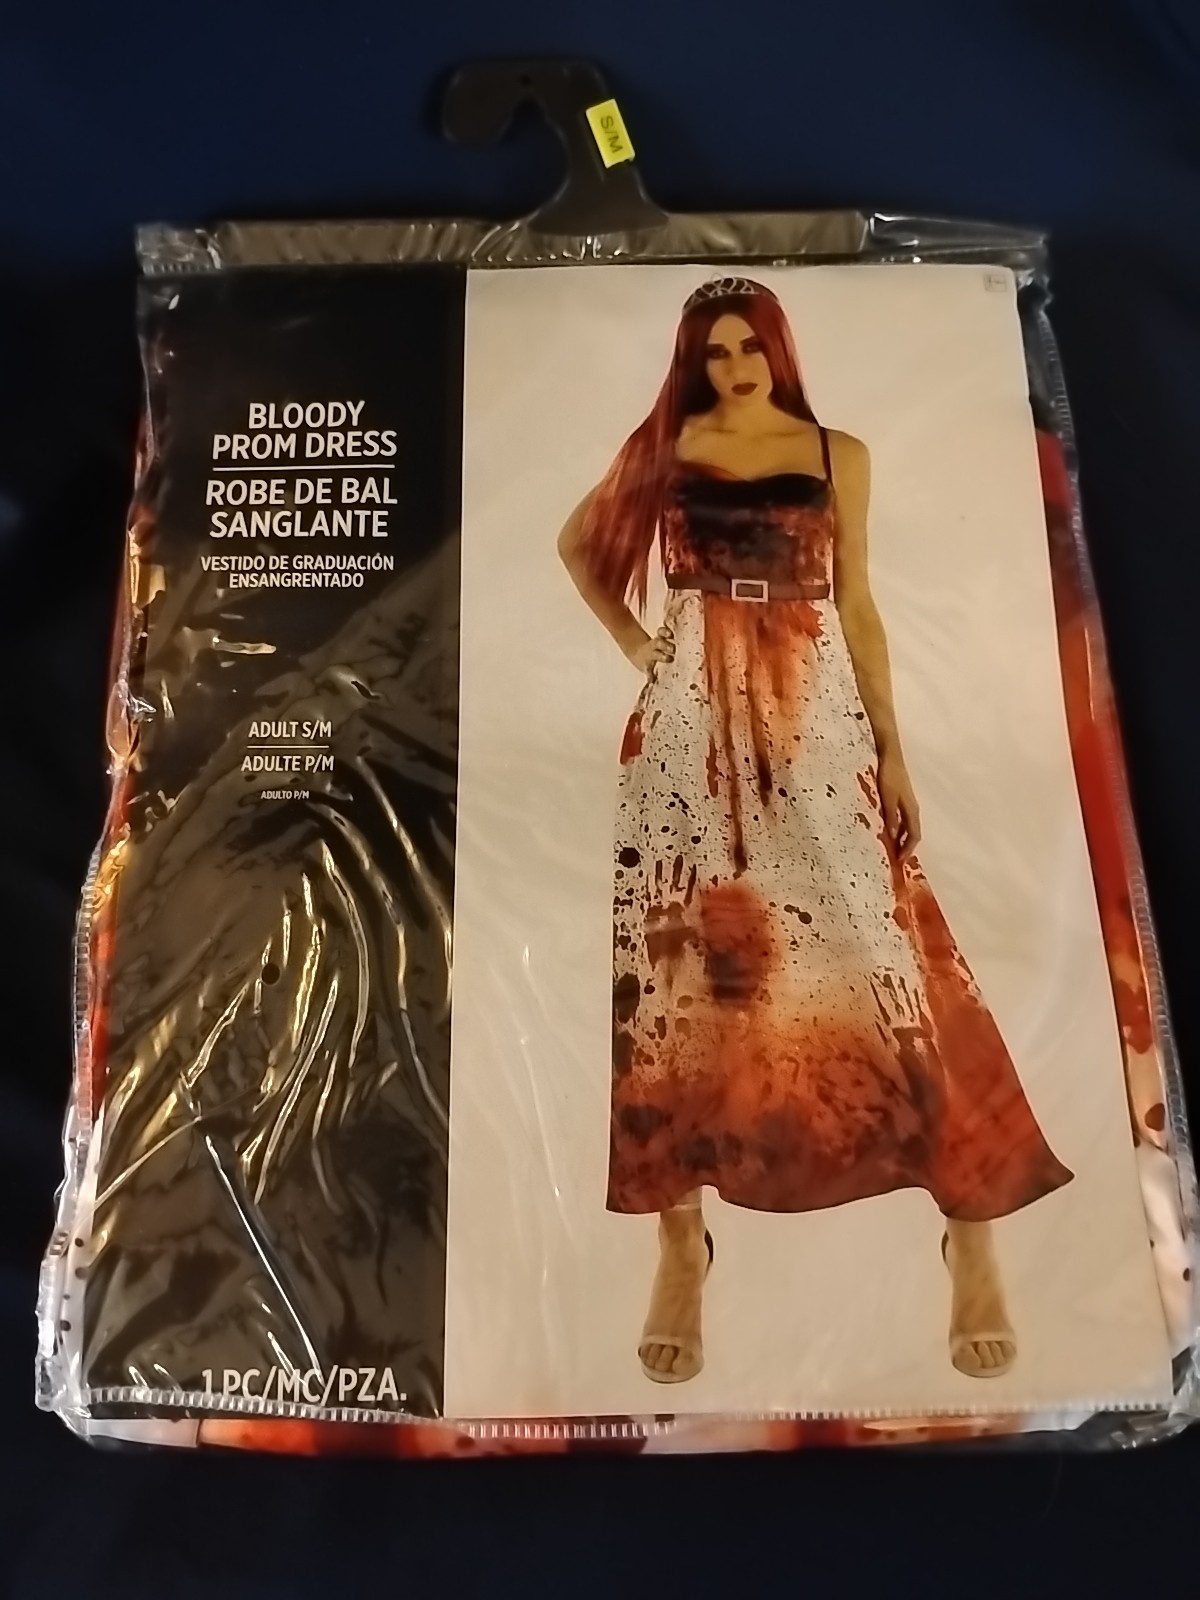 S/M
BLOODY
PROM DRESS
ROBE DE BAL
SANGLANTE
VESTIDO DE GRADUACIÓN
ENSANGRENTADO
ADULT S/M
ADULTE P/M
ADULTO P/M
1 PC/MC/PZA.